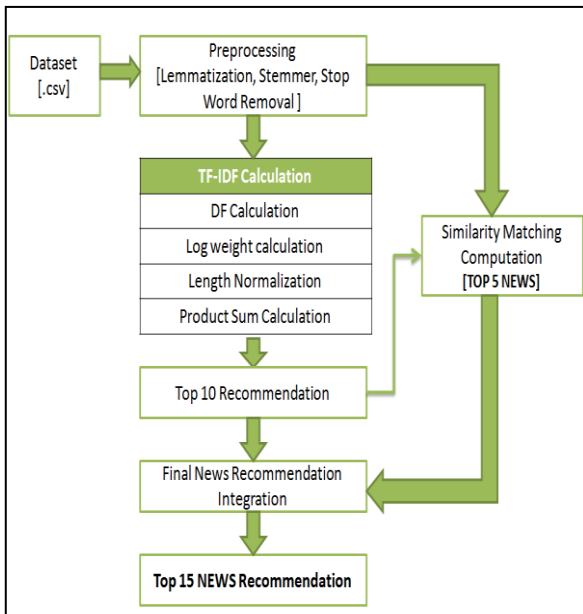 Dataset
[.csv]
Preprocessing
[Lemmatization, Stemmer, Stop
Word Removal ]
TF-IDF Calculation
DF Calculation
Log weight calculation
Length Normalization
Product Sum Calculation
Similarity Matching
Computation
[TOP 5 NEWS]
Top 10 Recommendation
Final News Recommendation
Integration
Top 15 NEWS Recommendation